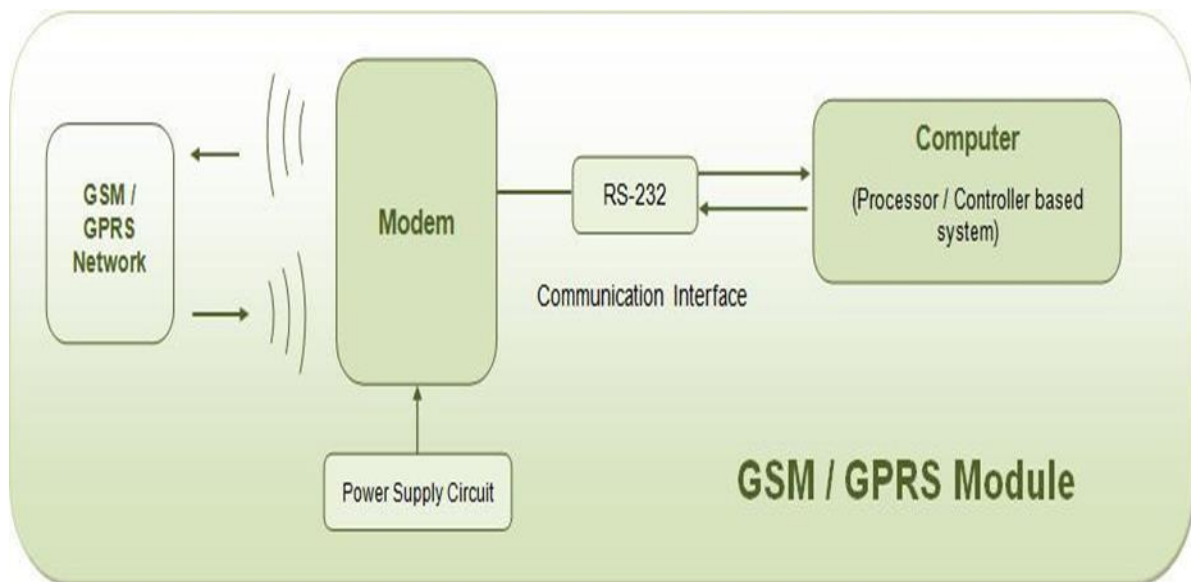 GSM /
GPRS
Network
Modem
RS-232
Communication Interface
Computer
(Processor / Controller based
system)
Power Supply Circuit
GSM / GPRS Module